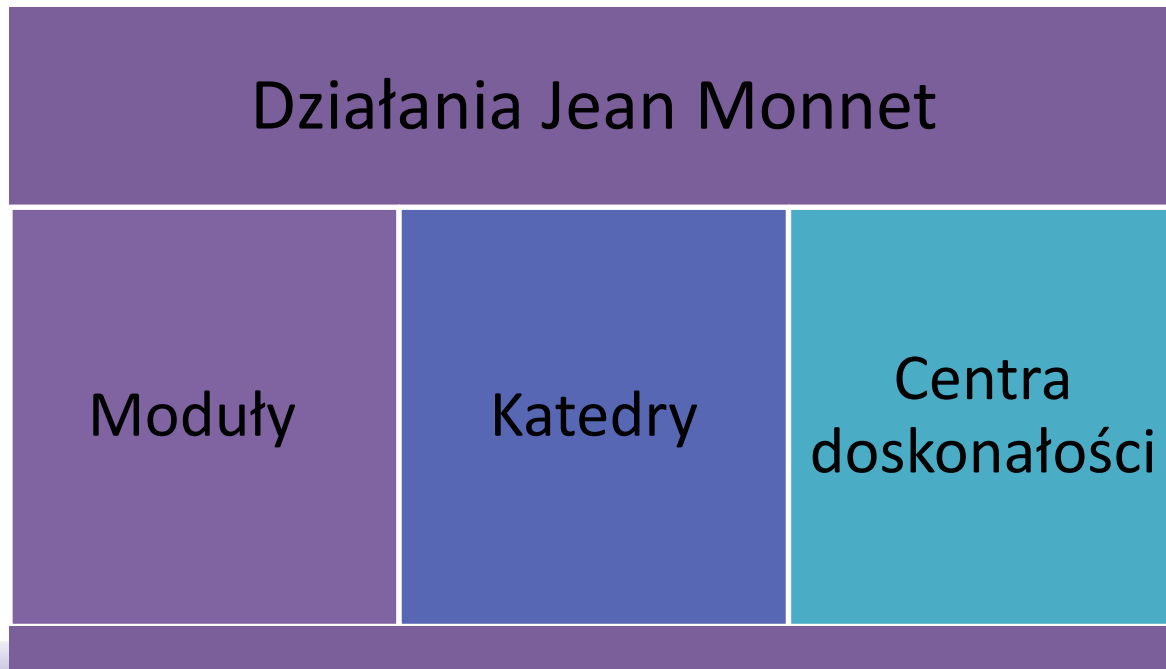 Działania Jean Monnet
Moduły
Katedry
Centra
doskonałości